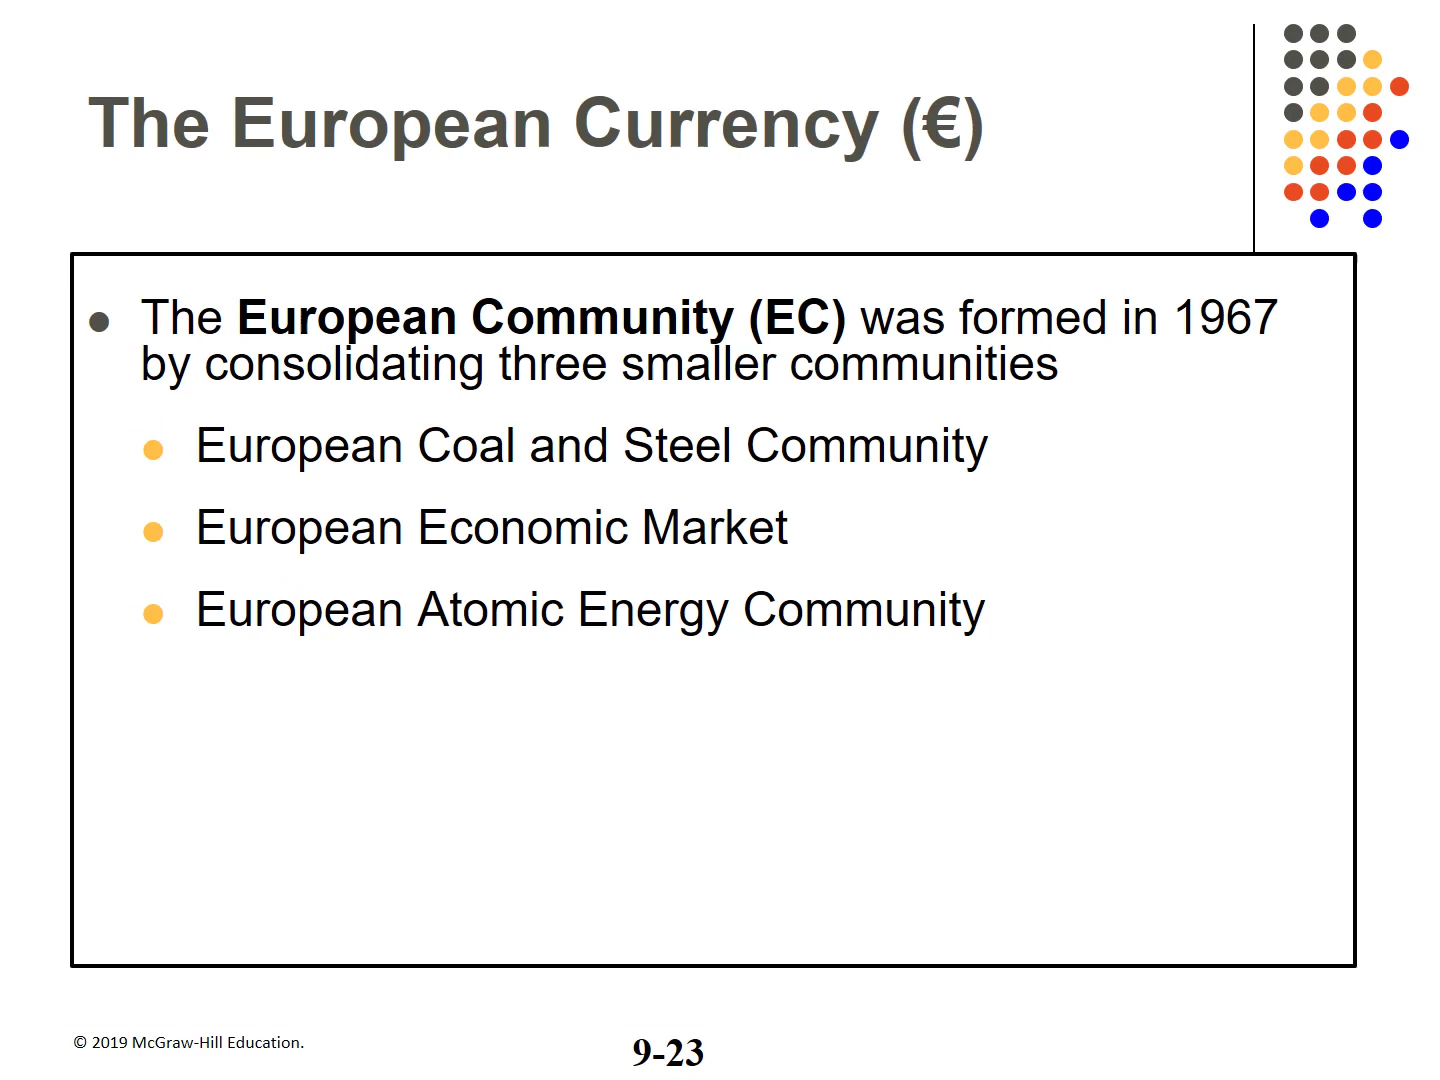 The European Currency (€)
The European Community (EC) was formed in 1967
by consolidating three smaller communities
European Coal and Steel Community
European Economic Market
European Atomic Energy Community
© 2019 McGraw-Hill Education.
9-23